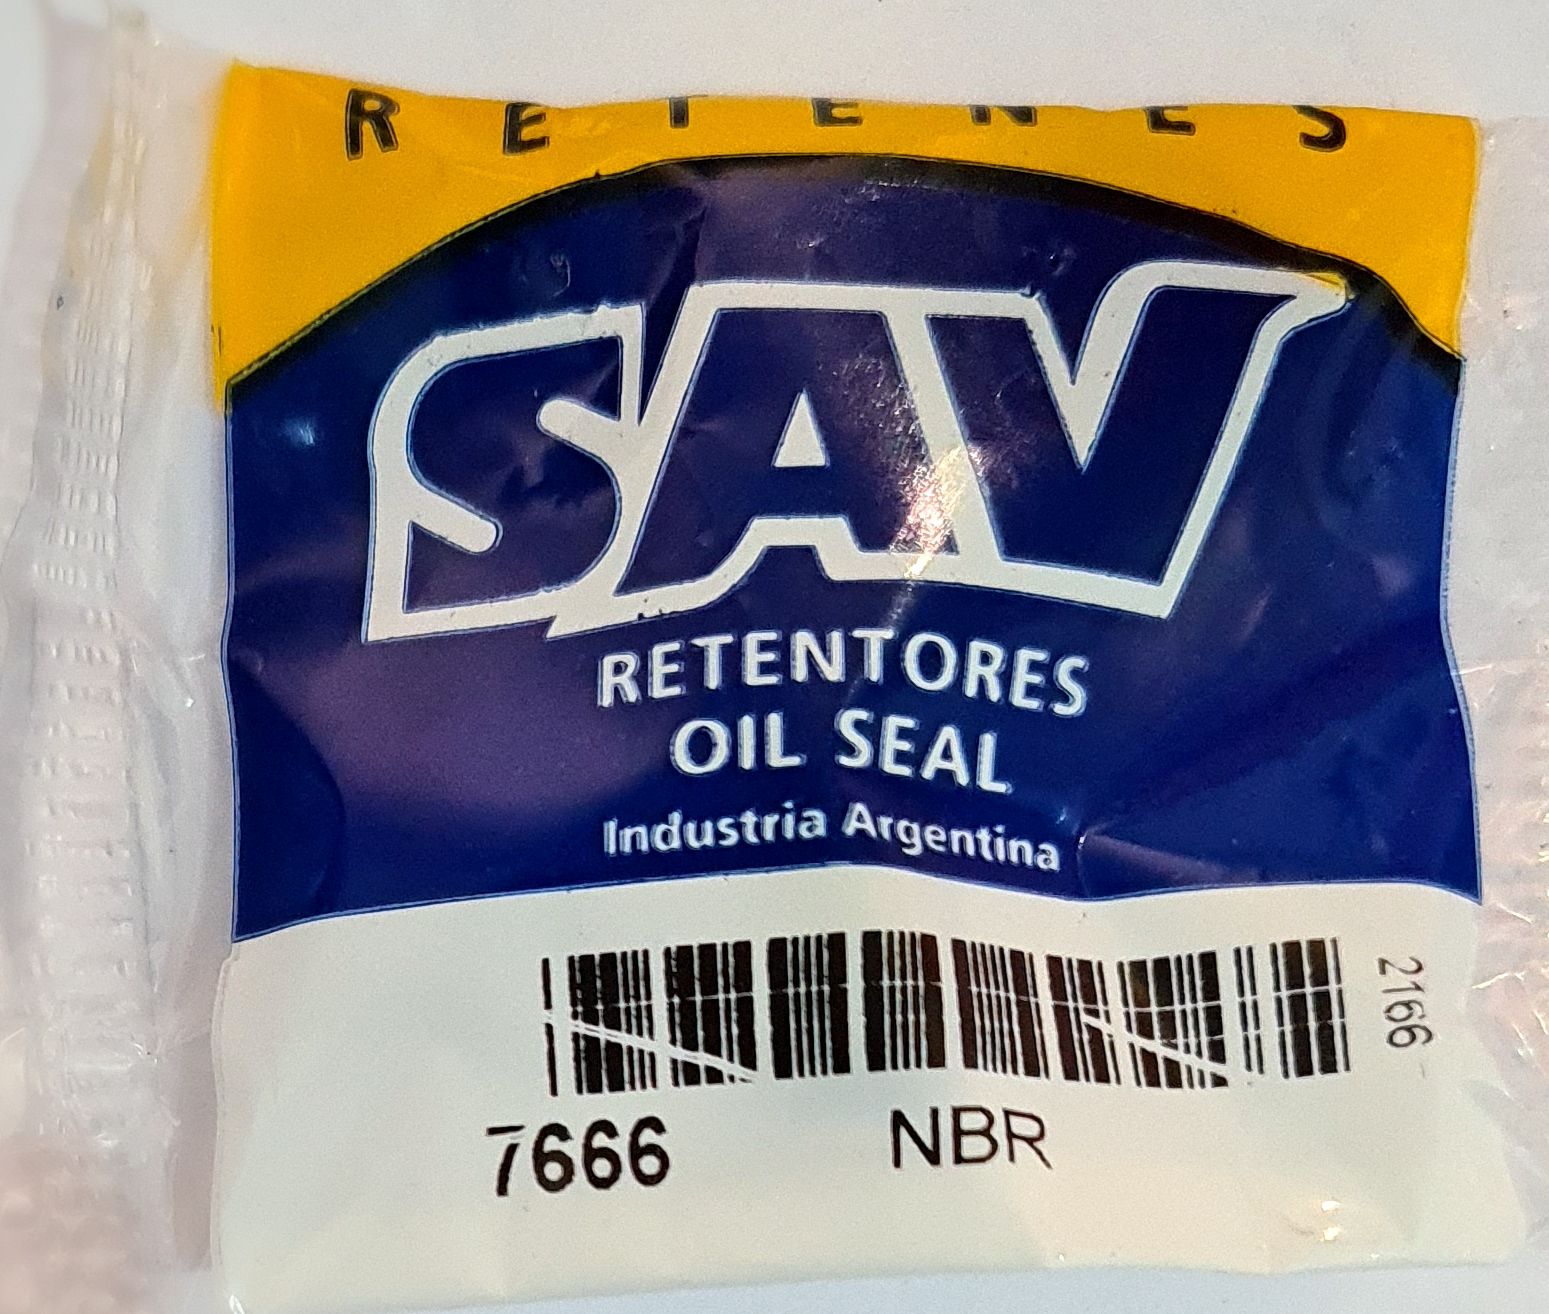 RETENES
SAV
RETENTORES
OIL SEAL
Industria Argentina
2166
7666 NBR